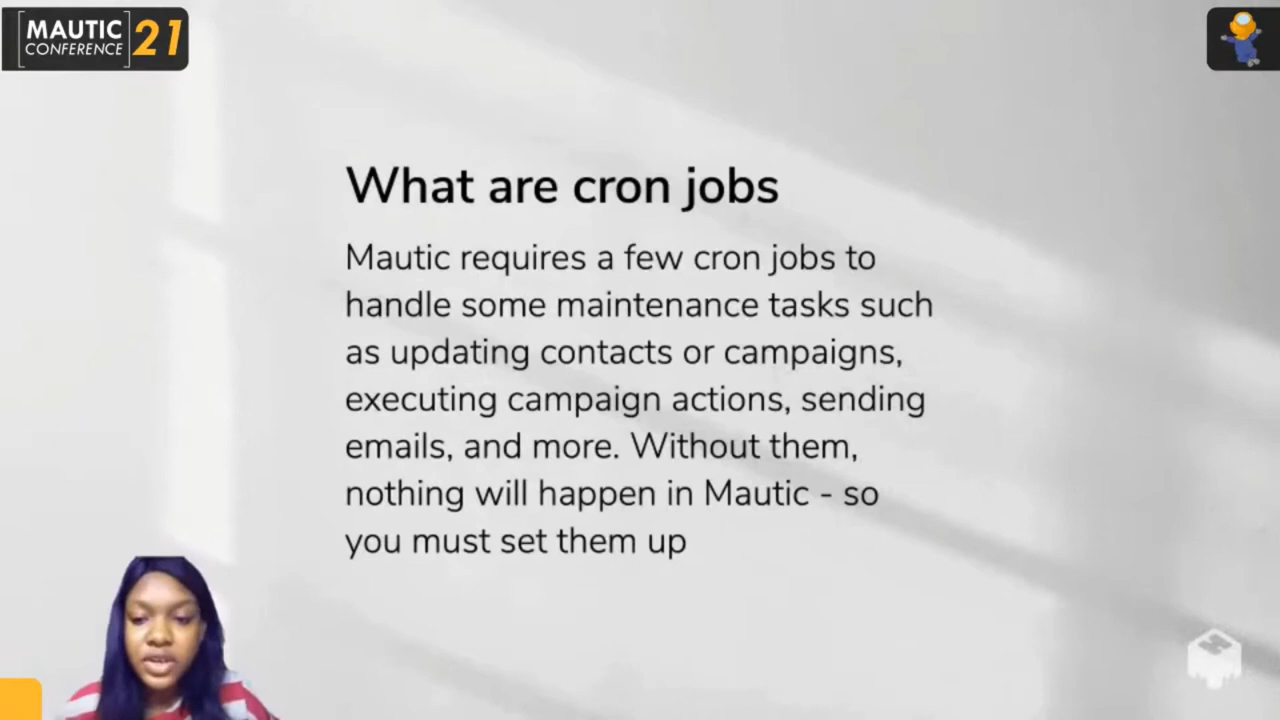 MAUTIC
CONFERENCE 21
What are cron jobs
Mautic requires a few cron jobs to
handle some maintenance tasks such
as updating contacts or campaigns,
executing campaign actions, sending
emails, and more. Without them,
nothing will happen in Mautic - so
you must set them up